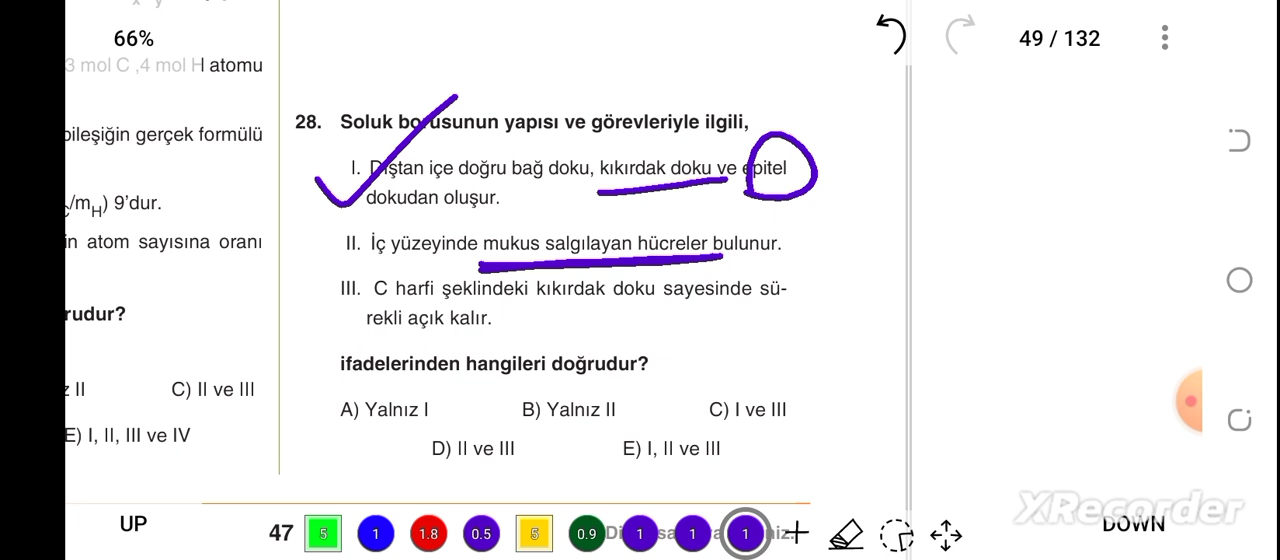 66%
49 / 132
3 mol C ,4 mol H atomu
bileşiğin gerçek formülü
/m_H) 9’dur.
in atom sayısına oranı
rudur?
z II C) II ve III
E) I, II, III ve IV
28. Soluk borusunun yapısı ve görevleriyle ilgili,
I. Dıştan içe doğru bağ doku, kıkırdak doku ve epitel
dokudan oluşur.
II. İç yüzeyinde mukus salgılayan hücreler bulunur.
III. C harfi şeklindeki kıkırdak doku sayesinde sü-
rekli açık kalır.
ifadelerinden hangileri doğrudur?
A) Yalnız I B) Yalnız II C) I ve III
D) II ve III E) I, II ve III
XRecorder
UP 47 5 1 1.8 0.5 5 0.9 1 1 1 DOWN